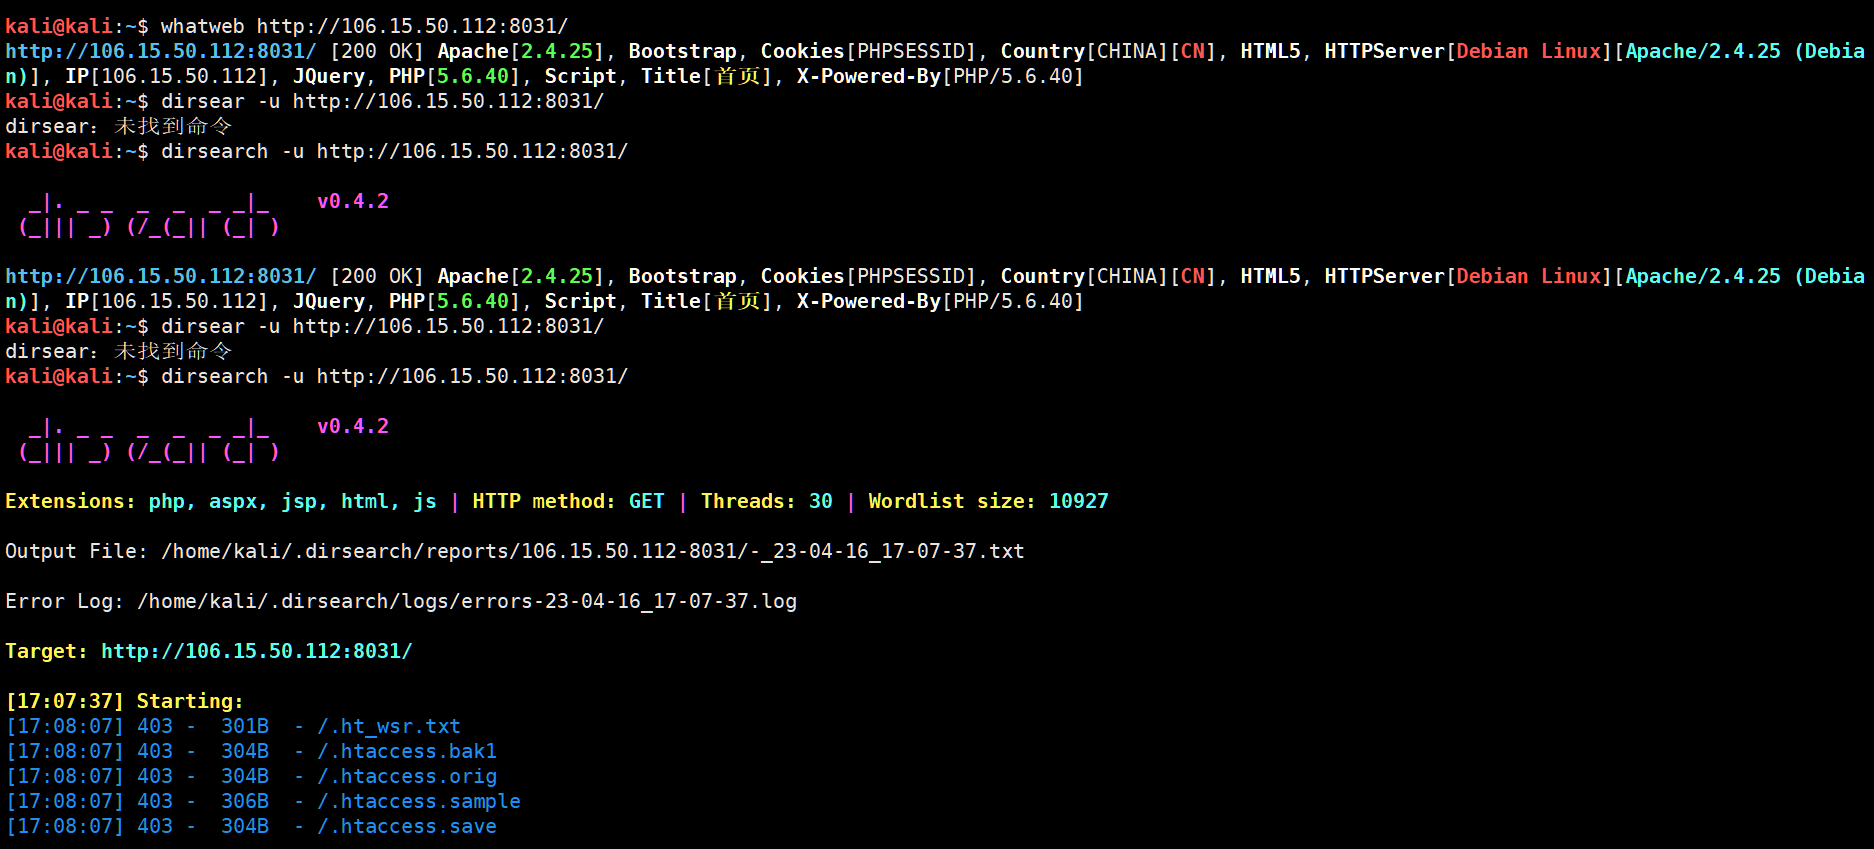 kali@kali:~$ whatweb http://106.15.50.112:8031/
http://106.15.50.112:8031/ [200 OK] Apache[2.4.25], Bootstrap, Cookies[PHPSESSID], Country[CHINA][CN], HTML5, HTTPServer[Debian Linux][Apache/2.4.25 (Debia
n)], IP[106.15.50.112], JQuery, PHP[5.6.40], Script, Title[首页], X-Powered-By[PHP/5.6.40]
kali@kali:~$ dirsear -u http://106.15.50.112:8031/
dirsear：未找到命令
kali@kali:~$ dirsearch -u http://106.15.50.112:8031/
  _|. _ _  _  _  _ _|_    v0.4.2
 (_||| _) (/_(_|| (_| )
http://106.15.50.112:8031/ [200 OK] Apache[2.4.25], Bootstrap, Cookies[PHPSESSID], Country[CHINA][CN], HTML5, HTTPServer[Debian Linux][Apache/2.4.25 (Debia
n)], IP[106.15.50.112], JQuery, PHP[5.6.40], Script, Title[首页], X-Powered-By[PHP/5.6.40]
kali@kali:~$ dirsear -u http://106.15.50.112:8031/
dirsear：未找到命令
kali@kali:~$ dirsearch -u http://106.15.50.112:8031/
  _|. _ _  _  _  _ _|_    v0.4.2
 (_||| _) (/_(_|| (_| )
Extensions: php, aspx, jsp, html, js | HTTP method: GET | Threads: 30 | Wordlist size: 10927
Output File: /home/kali/.dirsearch/reports/106.15.50.112-8031/-_23-04-16_17-07-37.txt
Error Log: /home/kali/.dirsearch/logs/errors-23-04-16_17-07-37.log
Target: http://106.15.50.112:8031/
[17:07:37] Starting:
[17:08:07] 403 -  301B  - /.ht_wsr.txt
[17:08:07] 403 -  304B  - /.htaccess.bak1
[17:08:07] 403 -  304B  - /.htaccess.orig
[17:08:07] 403 -  306B  - /.htaccess.sample
[17:08:07] 403 -  304B  - /.htaccess.save